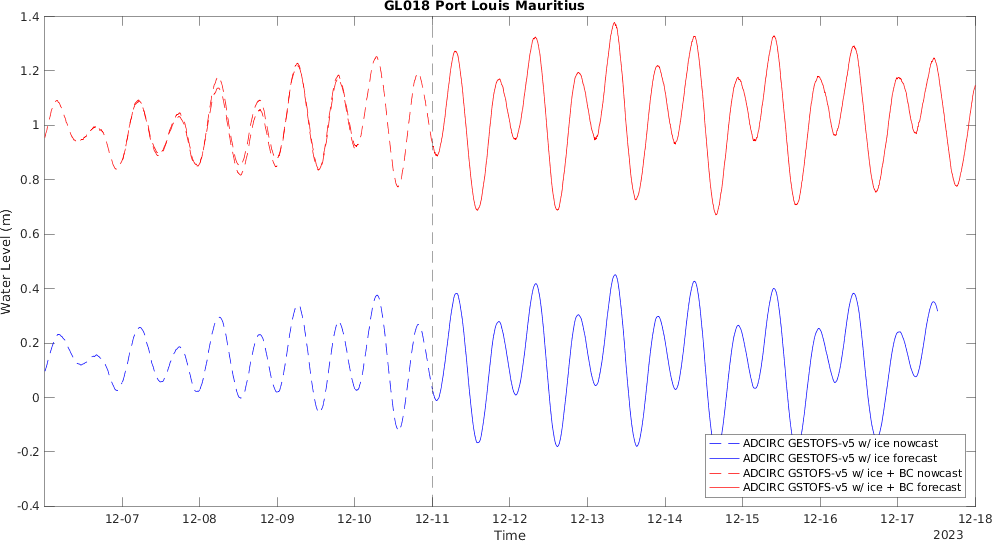 GL018 Port Louis Mauritius
1.4
1.2
1
0.8
0.6
0.4
0.2
0
-0.2
-0.4
Water Level (m)
ADCIRC GESTOFS-v5 w/ ice nowcast
ADCIRC GESTOFS-v5 w/ ice forecast
ADCIRC GSTOFS-v5 w/ ice + BC nowcast
ADCIRC GSTOFS-v5 w/ ice + BC forecast
12-07 12-08 12-09 12-10 12-11 12-12 12-13 12-14 12-15 12-16 12-17 12-18
Time
2023